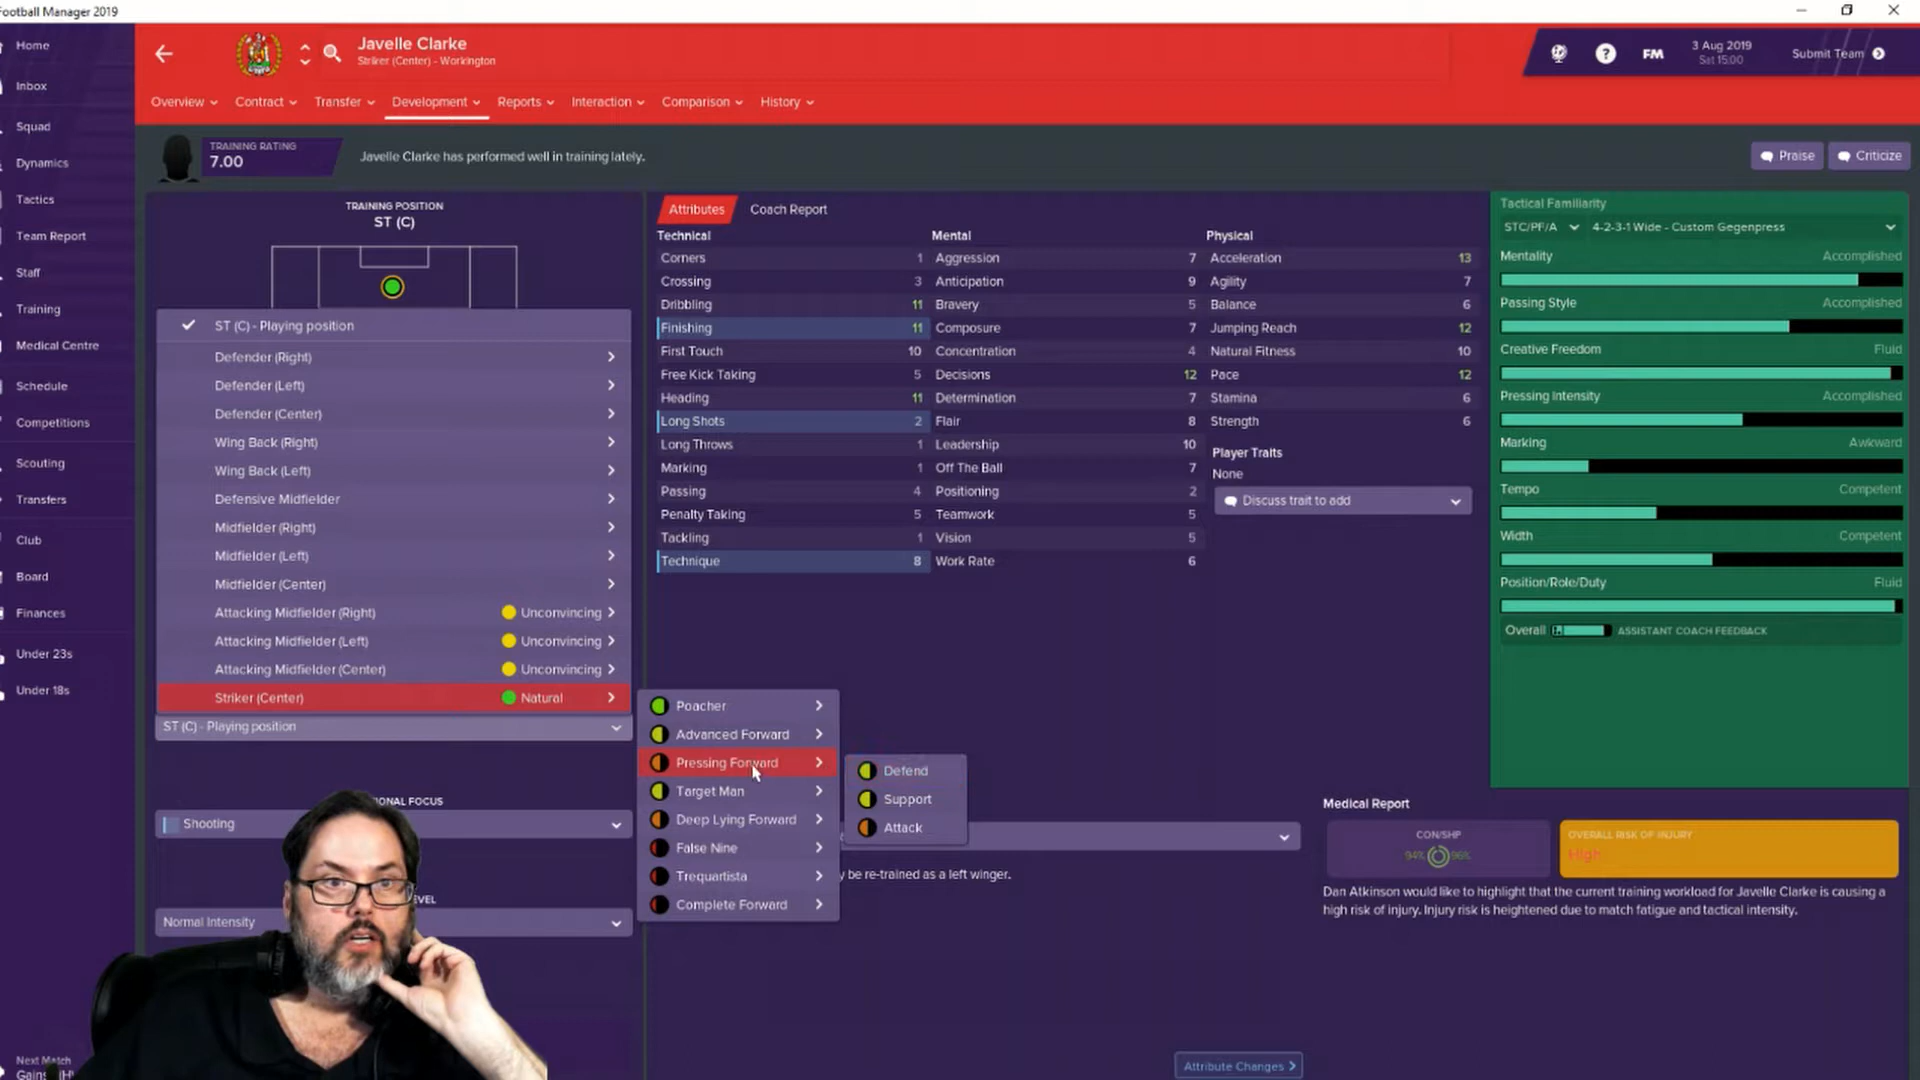 Football Manager 2019
Javelle Clarke
Striker (Center) - Workington
3 Aug 2019
Sat 15:00
FM
Submit Team
Overview
Contract
Transfer
Development
Reports
Interaction
Comparison
History
Home
Inbox
Squad
Dynamics
Tactics
Team Report
Staff
Training
Medical Centre
Schedule
Competitions
Scouting
Transfers
Club
Board
Finances
Under 23s
Under 18s
Next Match
TRAINING RATING
7.00
Javelle Clarke has performed well in training lately.
Praise
Criticize
TRAINING POSITION
ST (C)
ST (C) - Playing position
Defender (Right)
Defender (Left)
Defender (Center)
Wing Back (Right)
Wing Back (Left)
Defensive Midfielder
Midfielder (Right)
Midfielder (Left)
Midfielder (Center)
Attacking Midfielder (Right) Unconvincing
Attacking Midfielder (Left) Unconvincing
Attacking Midfielder (Center) Unconvincing
Striker (Center) Natural
ST (C) - Playing position
ONAL FOCUS
Shooting
EVEL
Normal Intensity
Poacher
Advanced Forward
Pressing Forward
Target Man
Deep Lying Forward
False Nine
Trequartista
Complete Forward
Defend
Support
Attack
Attributes
Coach Report
Technical
Corners 1
Crossing 3
Dribbling 11
Finishing 11
First Touch 10
Free Kick Taking 5
Heading 11
Long Shots 2
Long Throws 1
Marking 1
Passing 4
Penalty Taking 5
Tackling 1
Technique 8
Mental
Aggression 7
Anticipation 9
Bravery 5
Composure 7
Concentration 4
Decisions 12
Determination 7
Flair 8
Leadership 10
Off The Ball 7
Positioning 2
Teamwork 5
Vision 5
Work Rate 6
Physical
Acceleration 13
Agility 7
Balance 6
Jumping Reach 12
Natural Fitness 10
Pace 12
Stamina 6
Strength 6
Player Traits
None
Discuss trait to add
y be re-trained as a left winger.
Attribute Changes
Tactical Familiarity
STC/PF/A
4-2-3-1 Wide - Custom Gegenpress
Mentality Accomplished
Passing Style Accomplished
Creative Freedom Fluid
Pressing Intensity Accomplished
Marking Awkward
Tempo Competent
Width Competent
Position/Role/Duty Fluid
Overall
ASSISTANT COACH FEEDBACK
Medical Report
CON/SHP
94% 96%
OVERALL RISK OF INJURY
High
Dan Atkinson would like to highlight that the current training workload for Javelle Clarke is causing a
high risk of injury. Injury risk is heightened due to match fatigue and tactical intensity.